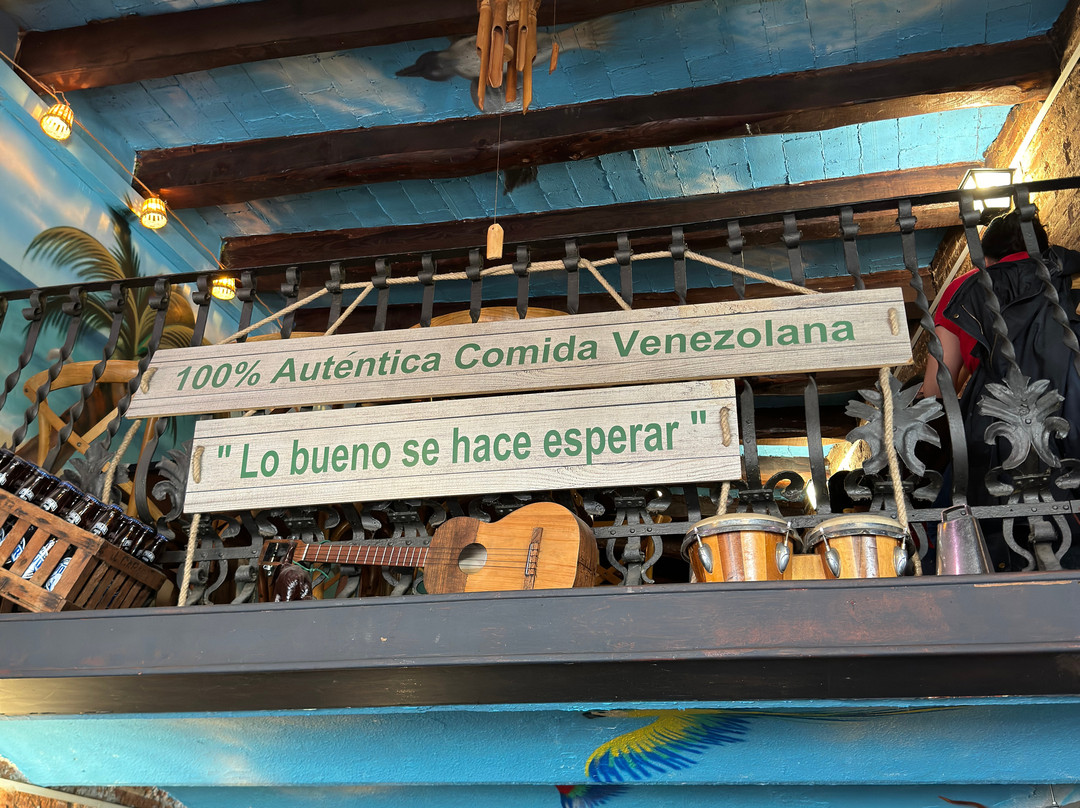 100% Auténtica Comida Venezolana
" Lo bueno se hace esperar "